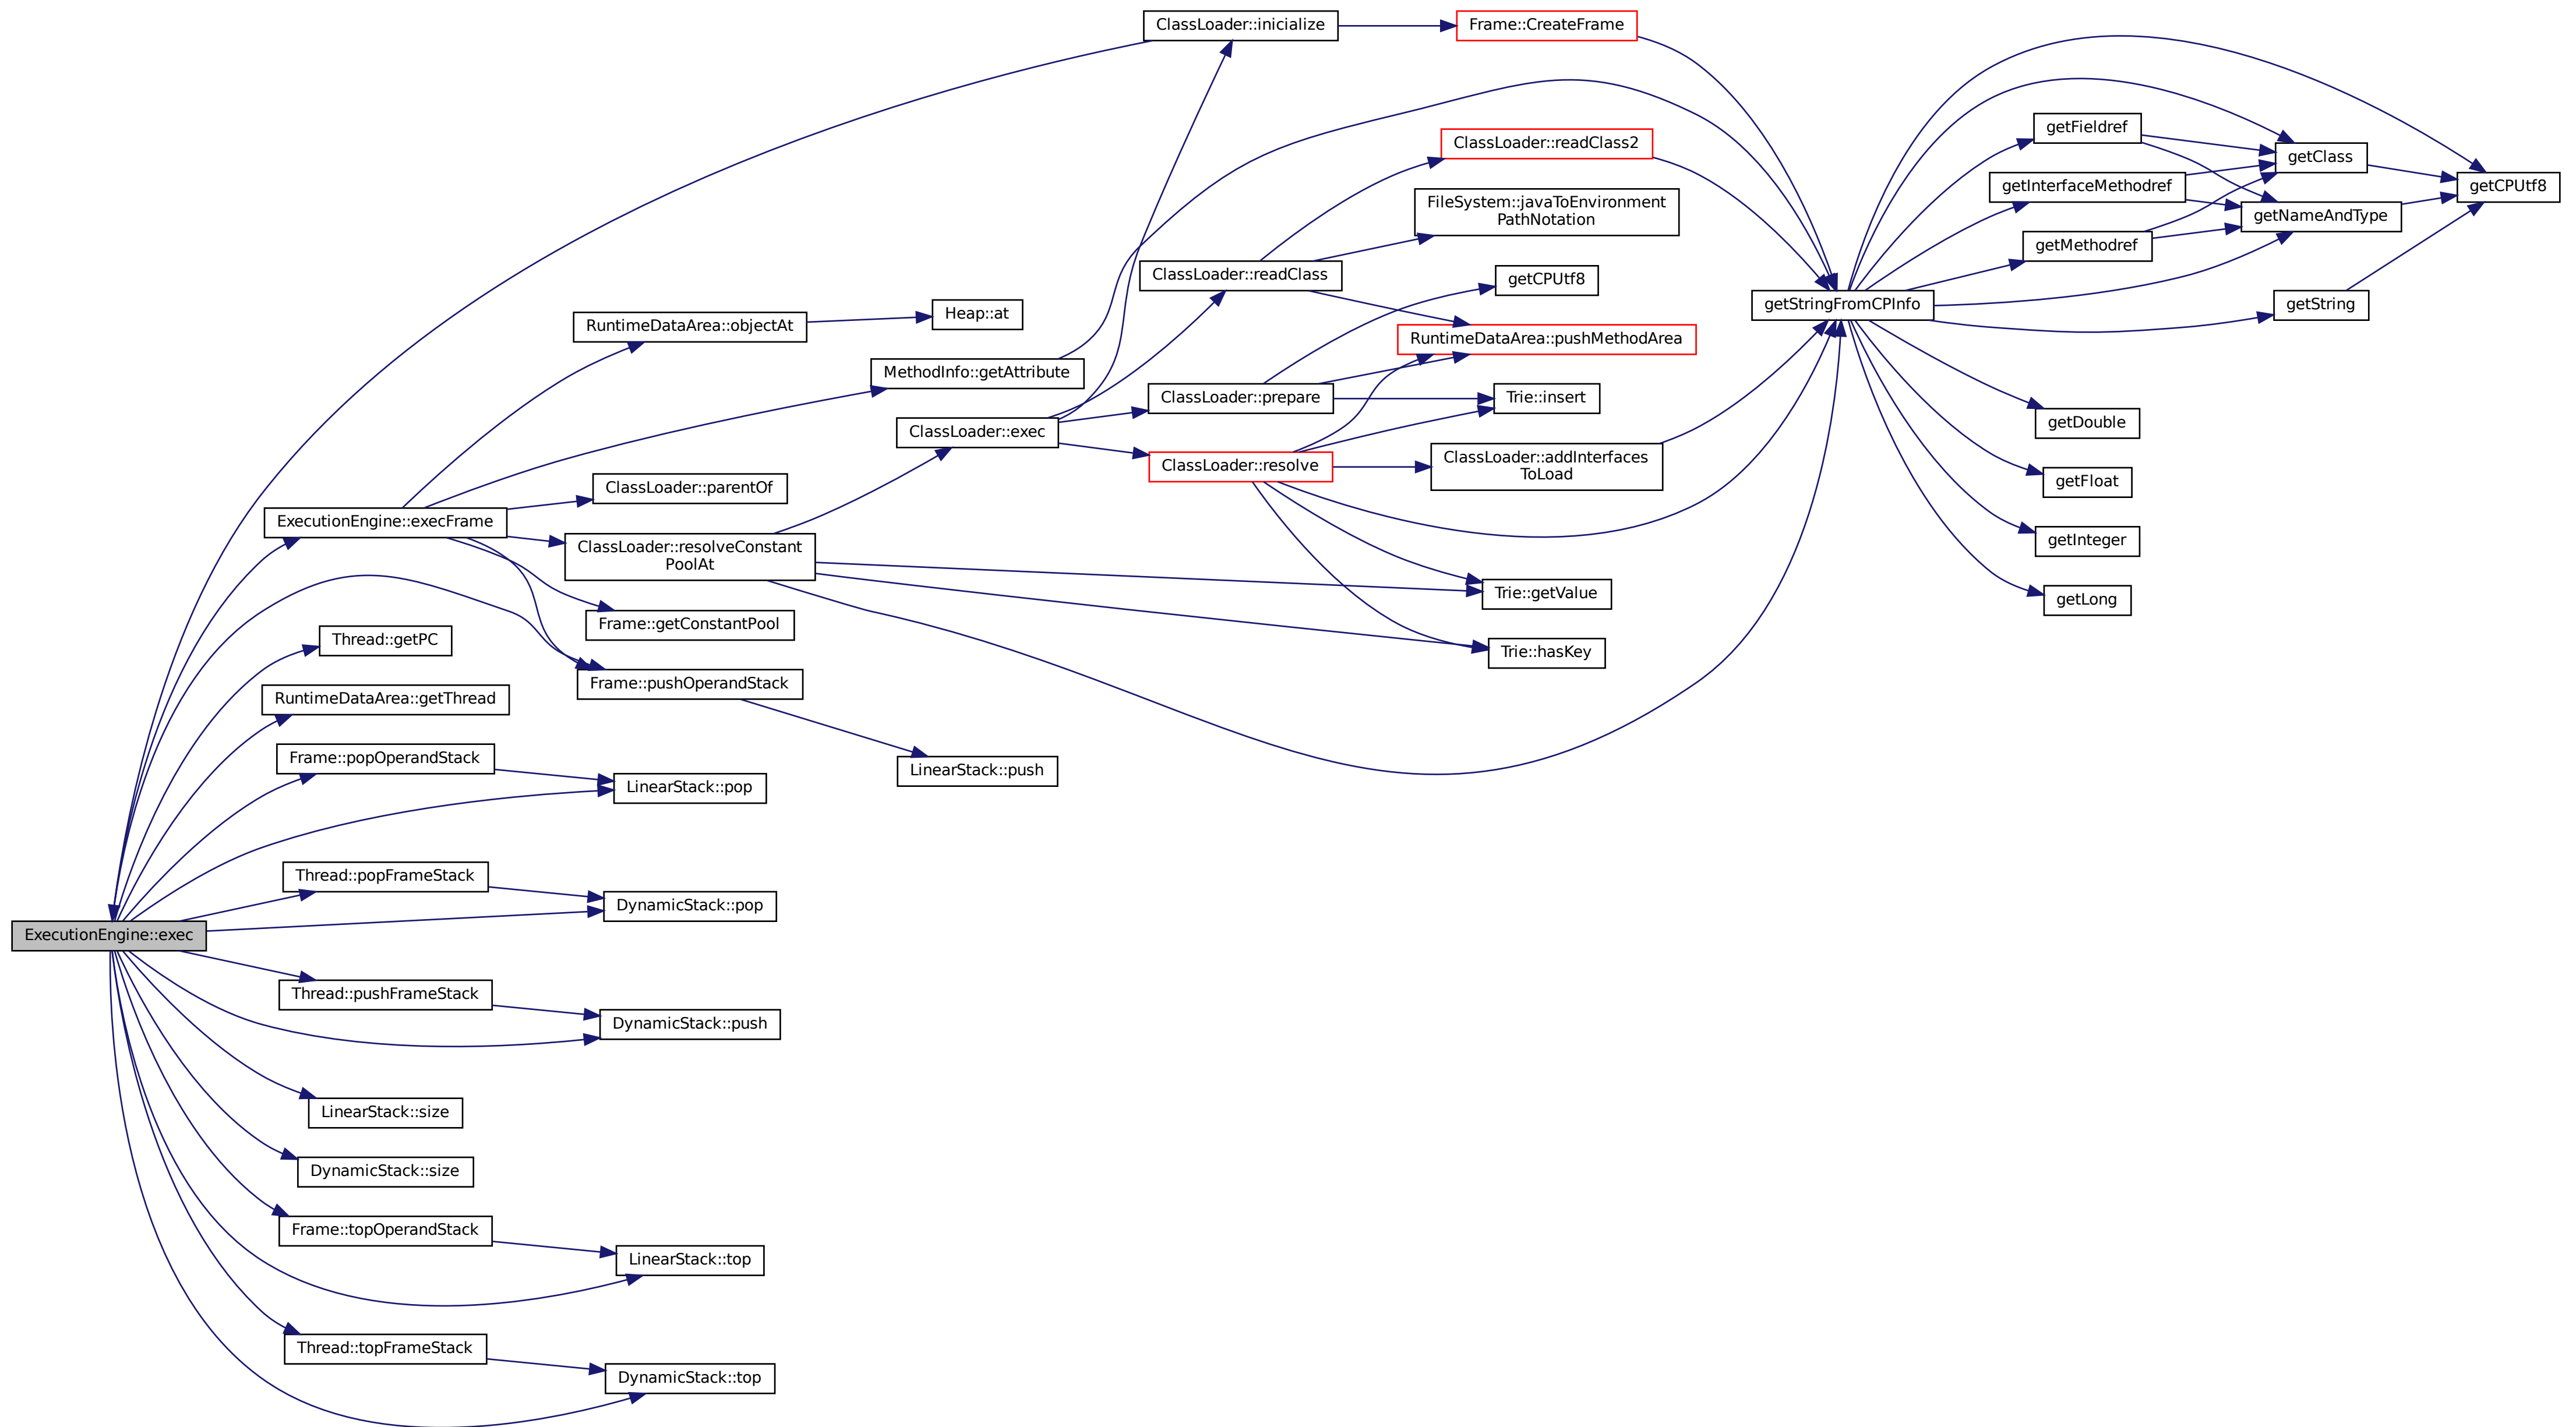 ClassLoader::inicialize
Frame::CreateFrame
getFieldref
ClassLoader::readClass2
getClass
getInterfaceMethodref
getCPUtf8
FileSystem::javaToEnvironment
PathNotation
getNameAndType
getMethodref
ClassLoader::readClass
getCPUtf8
getStringFromCPInfo
getString
Heap::at
RuntimeDataArea::objectAt
RuntimeDataArea::pushMethodArea
MethodInfo::getAttribute
ClassLoader::prepare
Trie::insert
getDouble
ClassLoader::exec
ClassLoader::resolve
ClassLoader::addInterfaces
ToLoad
getFloat
ClassLoader::parentOf
ExecutionEngine::execFrame
getInteger
ClassLoader::resolveConstant
PoolAt
Trie::getValue
getLong
Frame::getConstantPool
Thread::getPC
Trie::hasKey
Frame::pushOperandStack
RuntimeDataArea::getThread
Frame::popOperandStack
LinearStack::push
LinearStack::pop
Thread::popFrameStack
DynamicStack::pop
ExecutionEngine::exec
Thread::pushFrameStack
DynamicStack::push
LinearStack::size
DynamicStack::size
Frame::topOperandStack
LinearStack::top
Thread::topFrameStack
DynamicStack::top